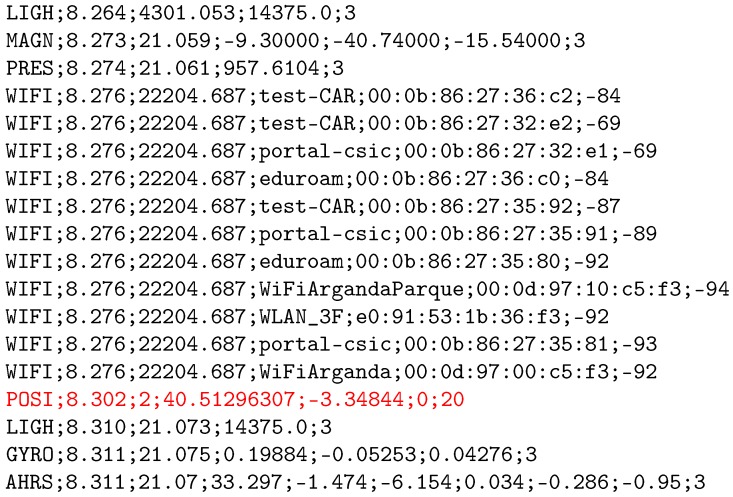 LIGH;8.264;4301.053;14375.0;3
MAGN;8.273;21.059;-9.30000;-40.74000;-15.54000;3
PRES;8.274;21.061;957.6104;3
WIFI;8.276;22204.687;test-CAR;00:0b:86:27:36:c2;-84
WIFI;8.276;22204.687;test-CAR;00:0b:86:27:32:e2;-69
WIFI;8.276;22204.687;portal-csic;00:0b:86:27:32:e1;-69
WIFI;8.276;22204.687;eduroam;00:0b:86:27:36:c0;-84
WIFI;8.276;22204.687;test-CAR;00:0b:86:27:35:92;-87
WIFI;8.276;22204.687;portal-csic;00:0b:86:27:35:91;-89
WIFI;8.276;22204.687;eduroam;00:0b:86:27:35:80;-92
WIFI;8.276;22204.687;WiFiArgandaParque;00:0d:97:10:c5:f3;-94
WIFI;8.276;22204.687;WLAN_3F;e0:91:53:1b:36:f3;-92
WIFI;8.276;22204.687;portal-csic;00:0b:86:27:35:81;-93
WIFI;8.276;22204.687;WiFiArganda;00:0d:97:00:c5:f3;-92
POSI;8.302;2;40.51296307;-3.34844;0;20
LIGH;8.310;21.073;14375.0;3
GYRO;8.311;21.075;0.19884;-0.05253;0.04276;3
AHRS;8.311;21.07;33.297;-1.474;-6.154;0.034;-0.286;-0.95;3